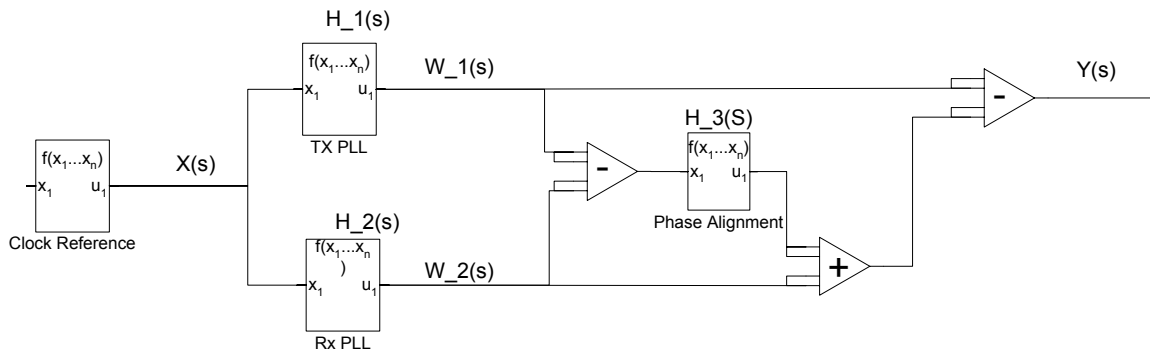 H_1(s)
f(x₁...xₙ)
x₁ u₁
TX PLL
W_1(s)
Y(s)
-
H_3(S)
f(x₁...xₙ)
x₁ u₁
Phase Alignment
-
f(x₁...xₙ)
x₁ u₁
Clock Reference
X(s)
H_2(s)
f(x₁...xₙ
)
x₁ u₁
Rx PLL
W_2(s)
+